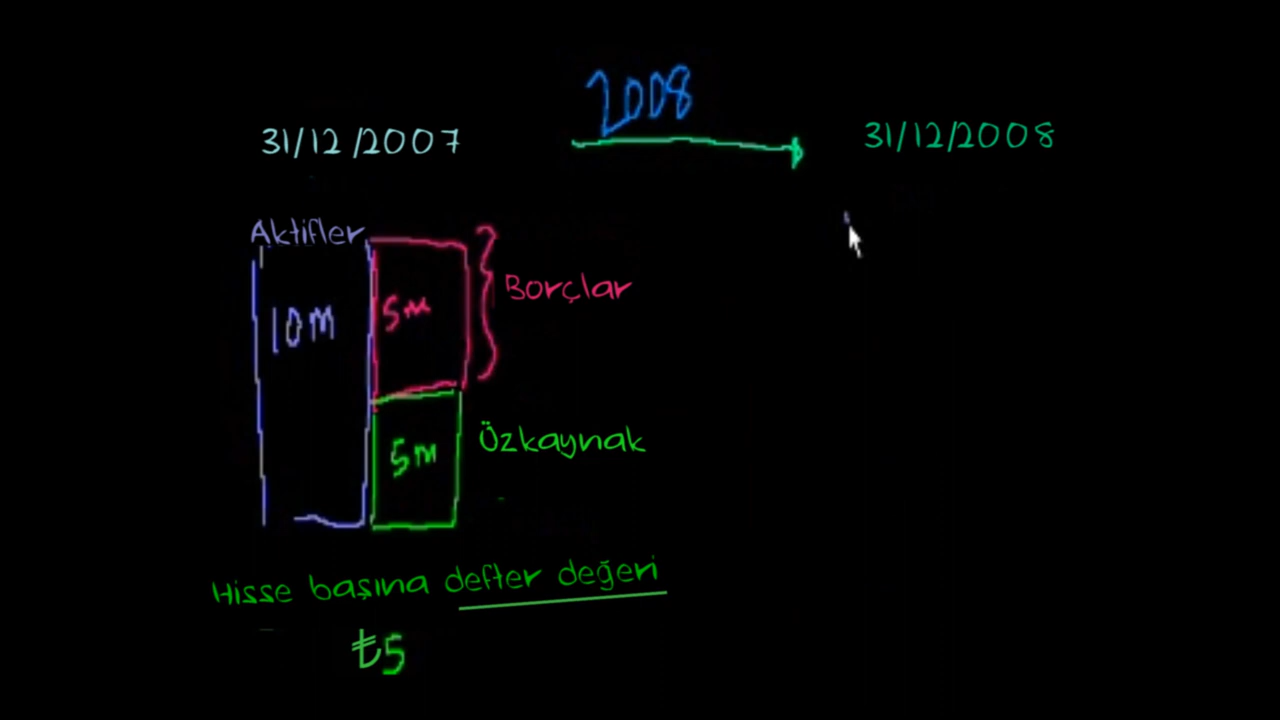 2008
31/12/2007
31/12/2008
Aktifler
10M
5M
Borçlar
5M
Özkaynak
Hisse başına defter değeri
₺5